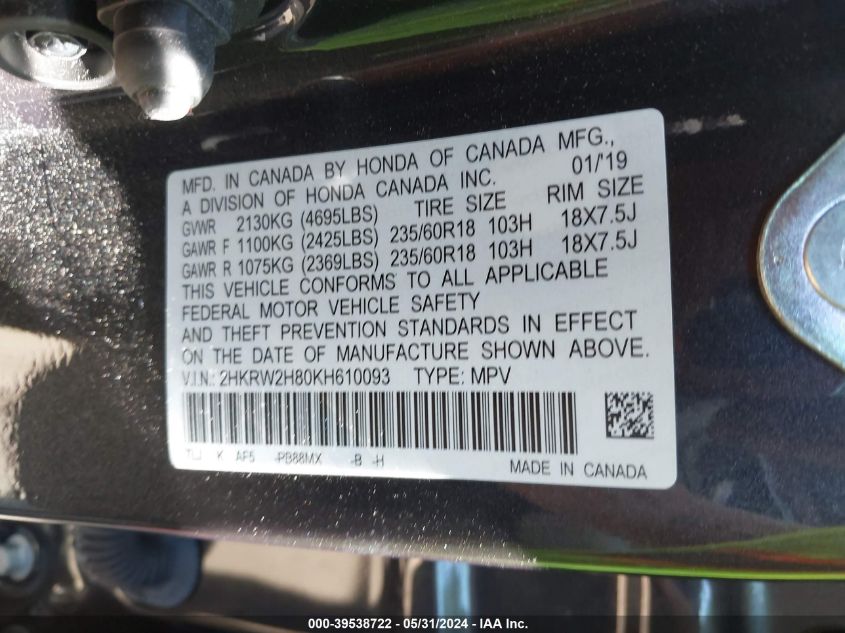 MFD. IN CANADA BY HONDA OF CANADA MFG.,
A DIVISION OF HONDA CANADA INC. 01/'19
GVWR 2130KG (4695LBS) TIRE SIZE RIM SIZE
GAWR F 1100KG (2425LBS) 235/60R18 103H 18X7.5J
GAWR R 1075KG (2369LBS) 235/60R18 103H 18X7.5J
THIS VEHICLE CONFORMS TO ALL APPLICABLE
FEDERAL MOTOR VEHICLE SAFETY
AND THEFT PREVENTION STANDARDS IN EFFECT
ON THE DATE OF MANUFACTURE SHOWN ABOVE.
V.I.N.: 2HKRW2H80KH610093 TYPE: MPV
TLJ K AF5 -PB88MX -B -H
MADE IN CANADA
000-39538722 - 05/31/2024 - IAA Inc.